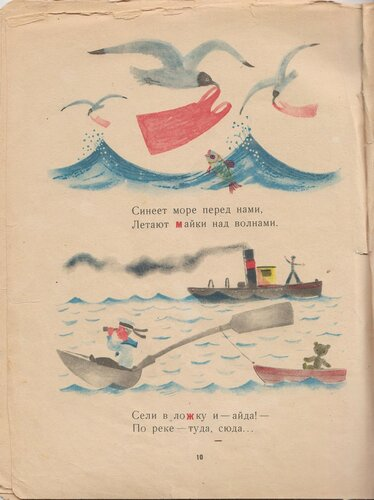 Синеет море перед нами,
Летают майки над волнами.
Сели в ложку и — айда! —
По реке — туда, сюда...
10